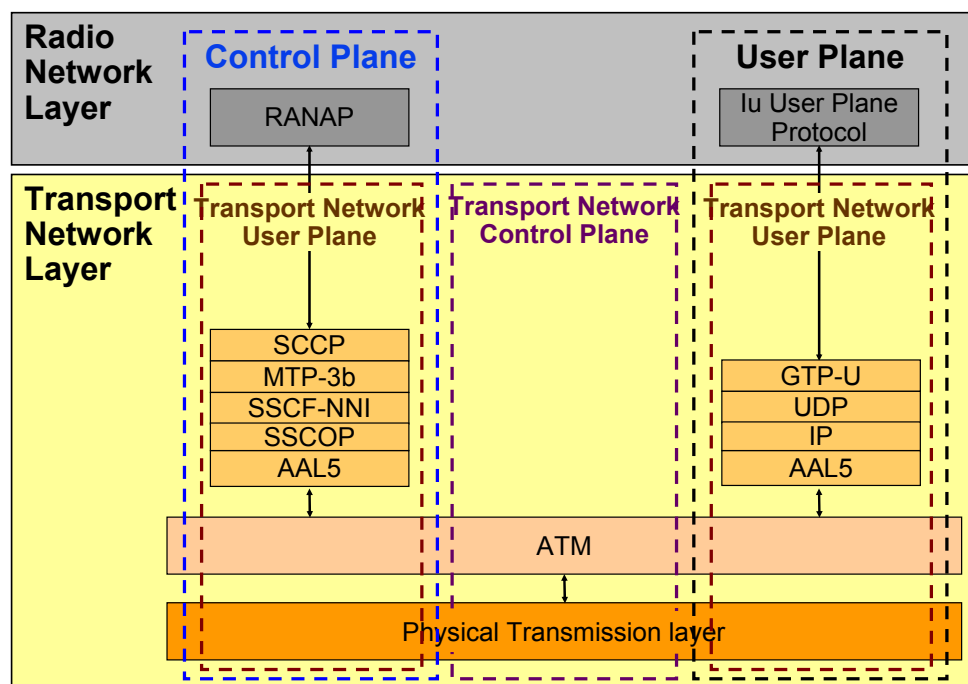 Radio
Network
Layer
Control Plane
User Plane
RANAP
Iu User Plane
Protocol
Transport
Network
Layer
Transport Network
User Plane
Transport Network
Control Plane
Transport Network
User Plane
SCCP
MTP-3b
SSCF-NNI
SSCOP
AAL5
GTP-U
UDP
IP
AAL5
ATM
Physical Transmission layer